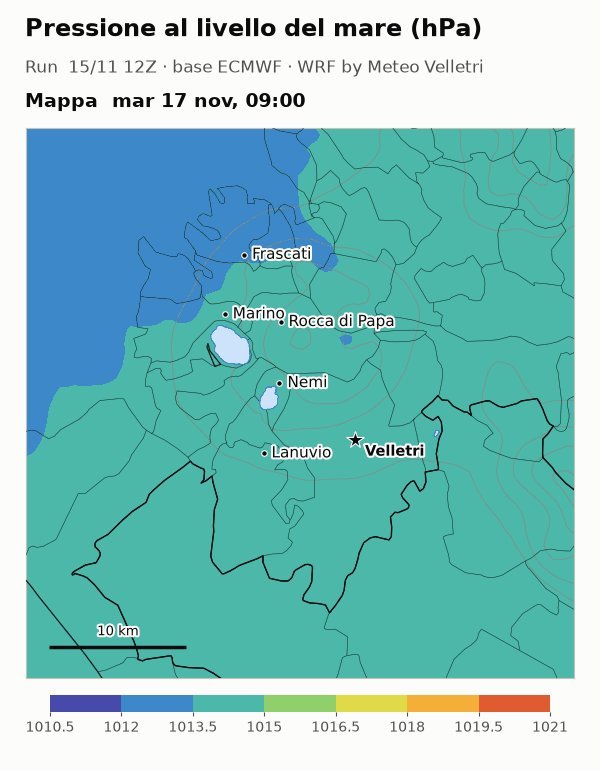 Pressione al livello del mare (hPa)
Run  15/11 12Z · base ECMWF · WRF by Meteo Velletri
Mappa  mar 17 nov, 09:00
Frascati
Marino
Rocca di Papa
Nemi
Velletri
Lanuvio
10 km
1010.5 1012 1013.5 1015 1016.5 1018 1019.5 1021